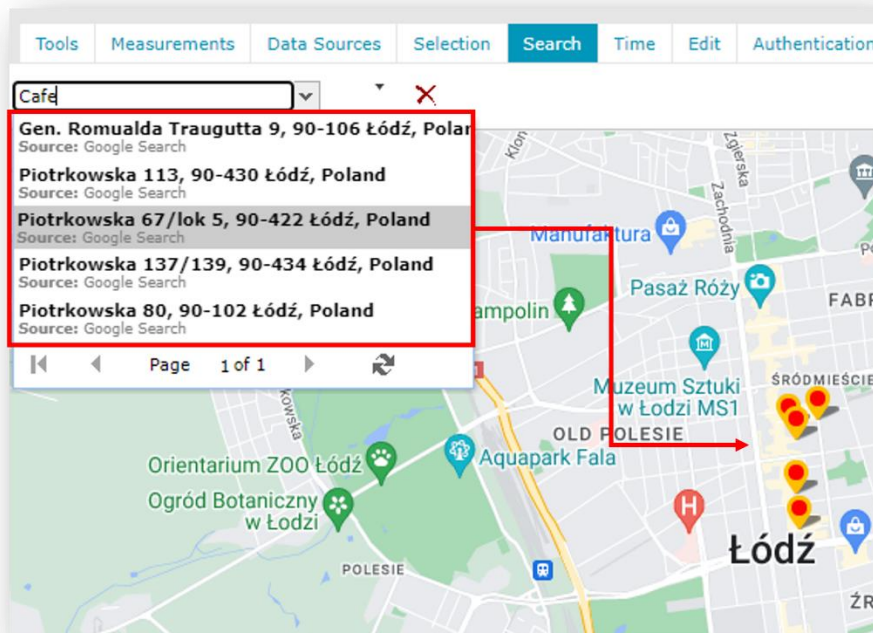 Tools Measurements Data Sources Selection Search Time Edit Authentication
Cafe
Gen. Romualda Traugutta 9, 90-106 Łódź, Polan
Source: Google Search
Piotrkowska 113, 90-430 Łódź, Poland
Source: Google Search
Piotrkowska 67/lok 5, 90-422 Łódź, Poland
Source: Google Search
Piotrkowska 137/139, 90-434 Łódź, Poland
Source: Google Search
Piotrkowska 80, 90-102 Łódź, Poland
Source: Google Search
Page 1 of 1
Klon
Zgierska
Zachodnia
Manufaktura
Pasaż Róży
FABR
ampolin
Muzeum Sztuki
w Łodzi MS1
ŚRÓDMIEŚCIE
OLD POLESIE
kowska
Orientarium ZOO Łódź
Aquapark Fala
Ogród Botaniczny
w Łodzi
H
Łódź
POLESIE
ŹR